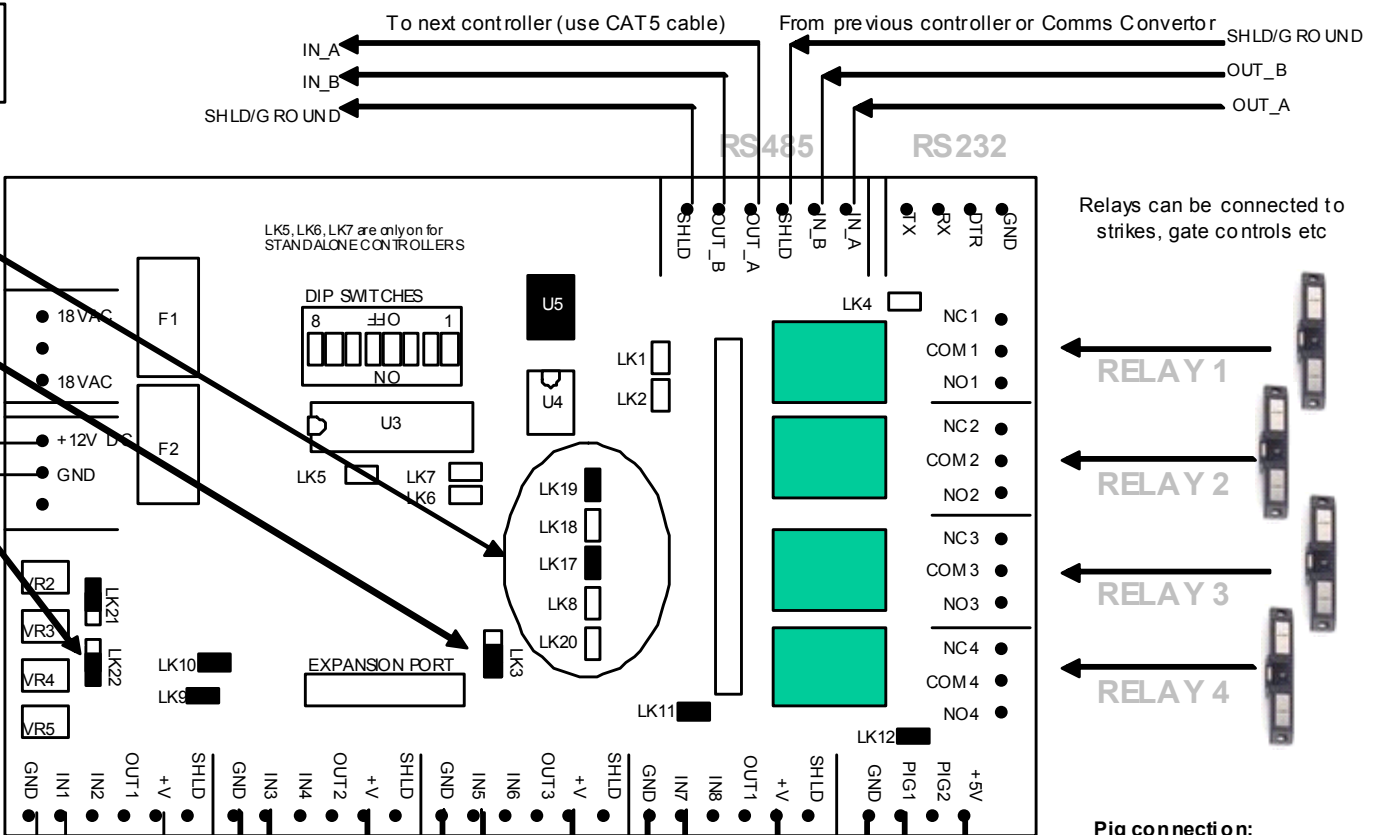 To next controller (use CAT5 cable)
From previous controller or Comms Convertor
IN_A
IN_B
SHLD/GROUND
SHLD/GROUND
OUT_B
OUT_A
RS485
RS232
SHLD
OUT_B
OUT_A
SHLD
IN_B
IN_A
TX
RX
DTR
GND
Relays can be connected to
strikes, gate controls etc
LK5, LK6, LK7 are only on for
STANDALONE CONTROLLERS
DIP SWITCHES
8 OFF 1
NO
18VAC
18VAC
F1
+12V DC
GND
F2
U5
U4
U3
LK1
LK2
LK4
LK5
LK7
LK6
LK19
LK18
LK17
LK8
LK20
LK3
NC1
COM1
NO1
RELAY 1
NC2
COM2
NO2
RELAY 2
NC3
COM3
NO3
RELAY 3
NC4
COM4
NO4
RELAY 4
VR2
VR3
VR4
VR5
LK21
LK22
LK10
LK9
EXPANSION PORT
LK11
LK12
GND
IN1
IN2
OUT1
+V
SHLD
GND
IN3
IN4
OUT2
+V
SHLD
GND
IN5
IN6
OUT3
+V
SHLD
GND
IN7
IN8
OUT1
+V
SHLD
GND
PIG1
PIG2
+5V
Pig connection: